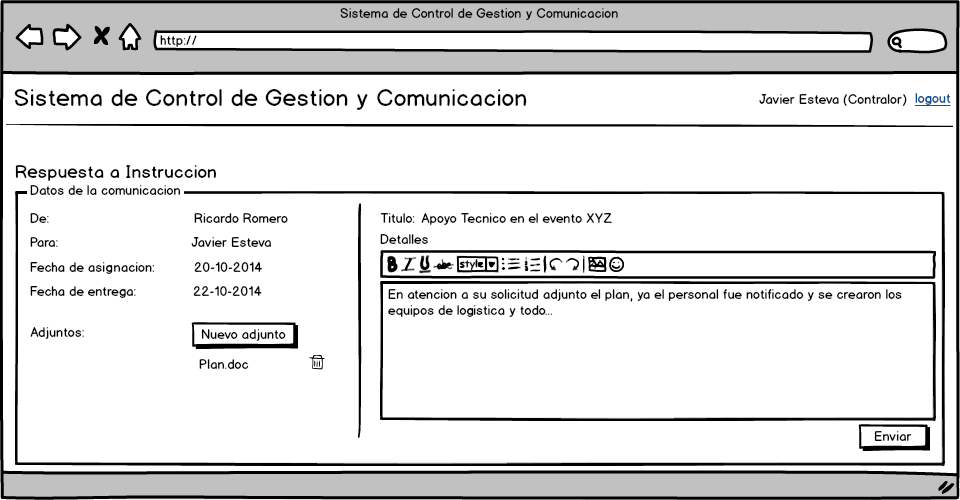 Sistema de Control de Gestion y Comunicacion
http://
Sistema de Control de Gestion y Comunicacion
Javier Esteva (Contralor) logout
Respuesta a Instruccion
Datos de la comunicacion
De: Ricardo Romero
Para: Javier Esteva
Fecha de asignacion: 20-10-2014
Fecha de entrega: 22-10-2014
Adjuntos: Nuevo adjunto
Plan.doc
Titulo: Apoyo Tecnico en el evento XYZ
Detalles
B I U abc style
En atencion a su solicitud adjunto el plan, ya el personal fue notificado y se crearon los
equipos de logistica y todo...
Enviar